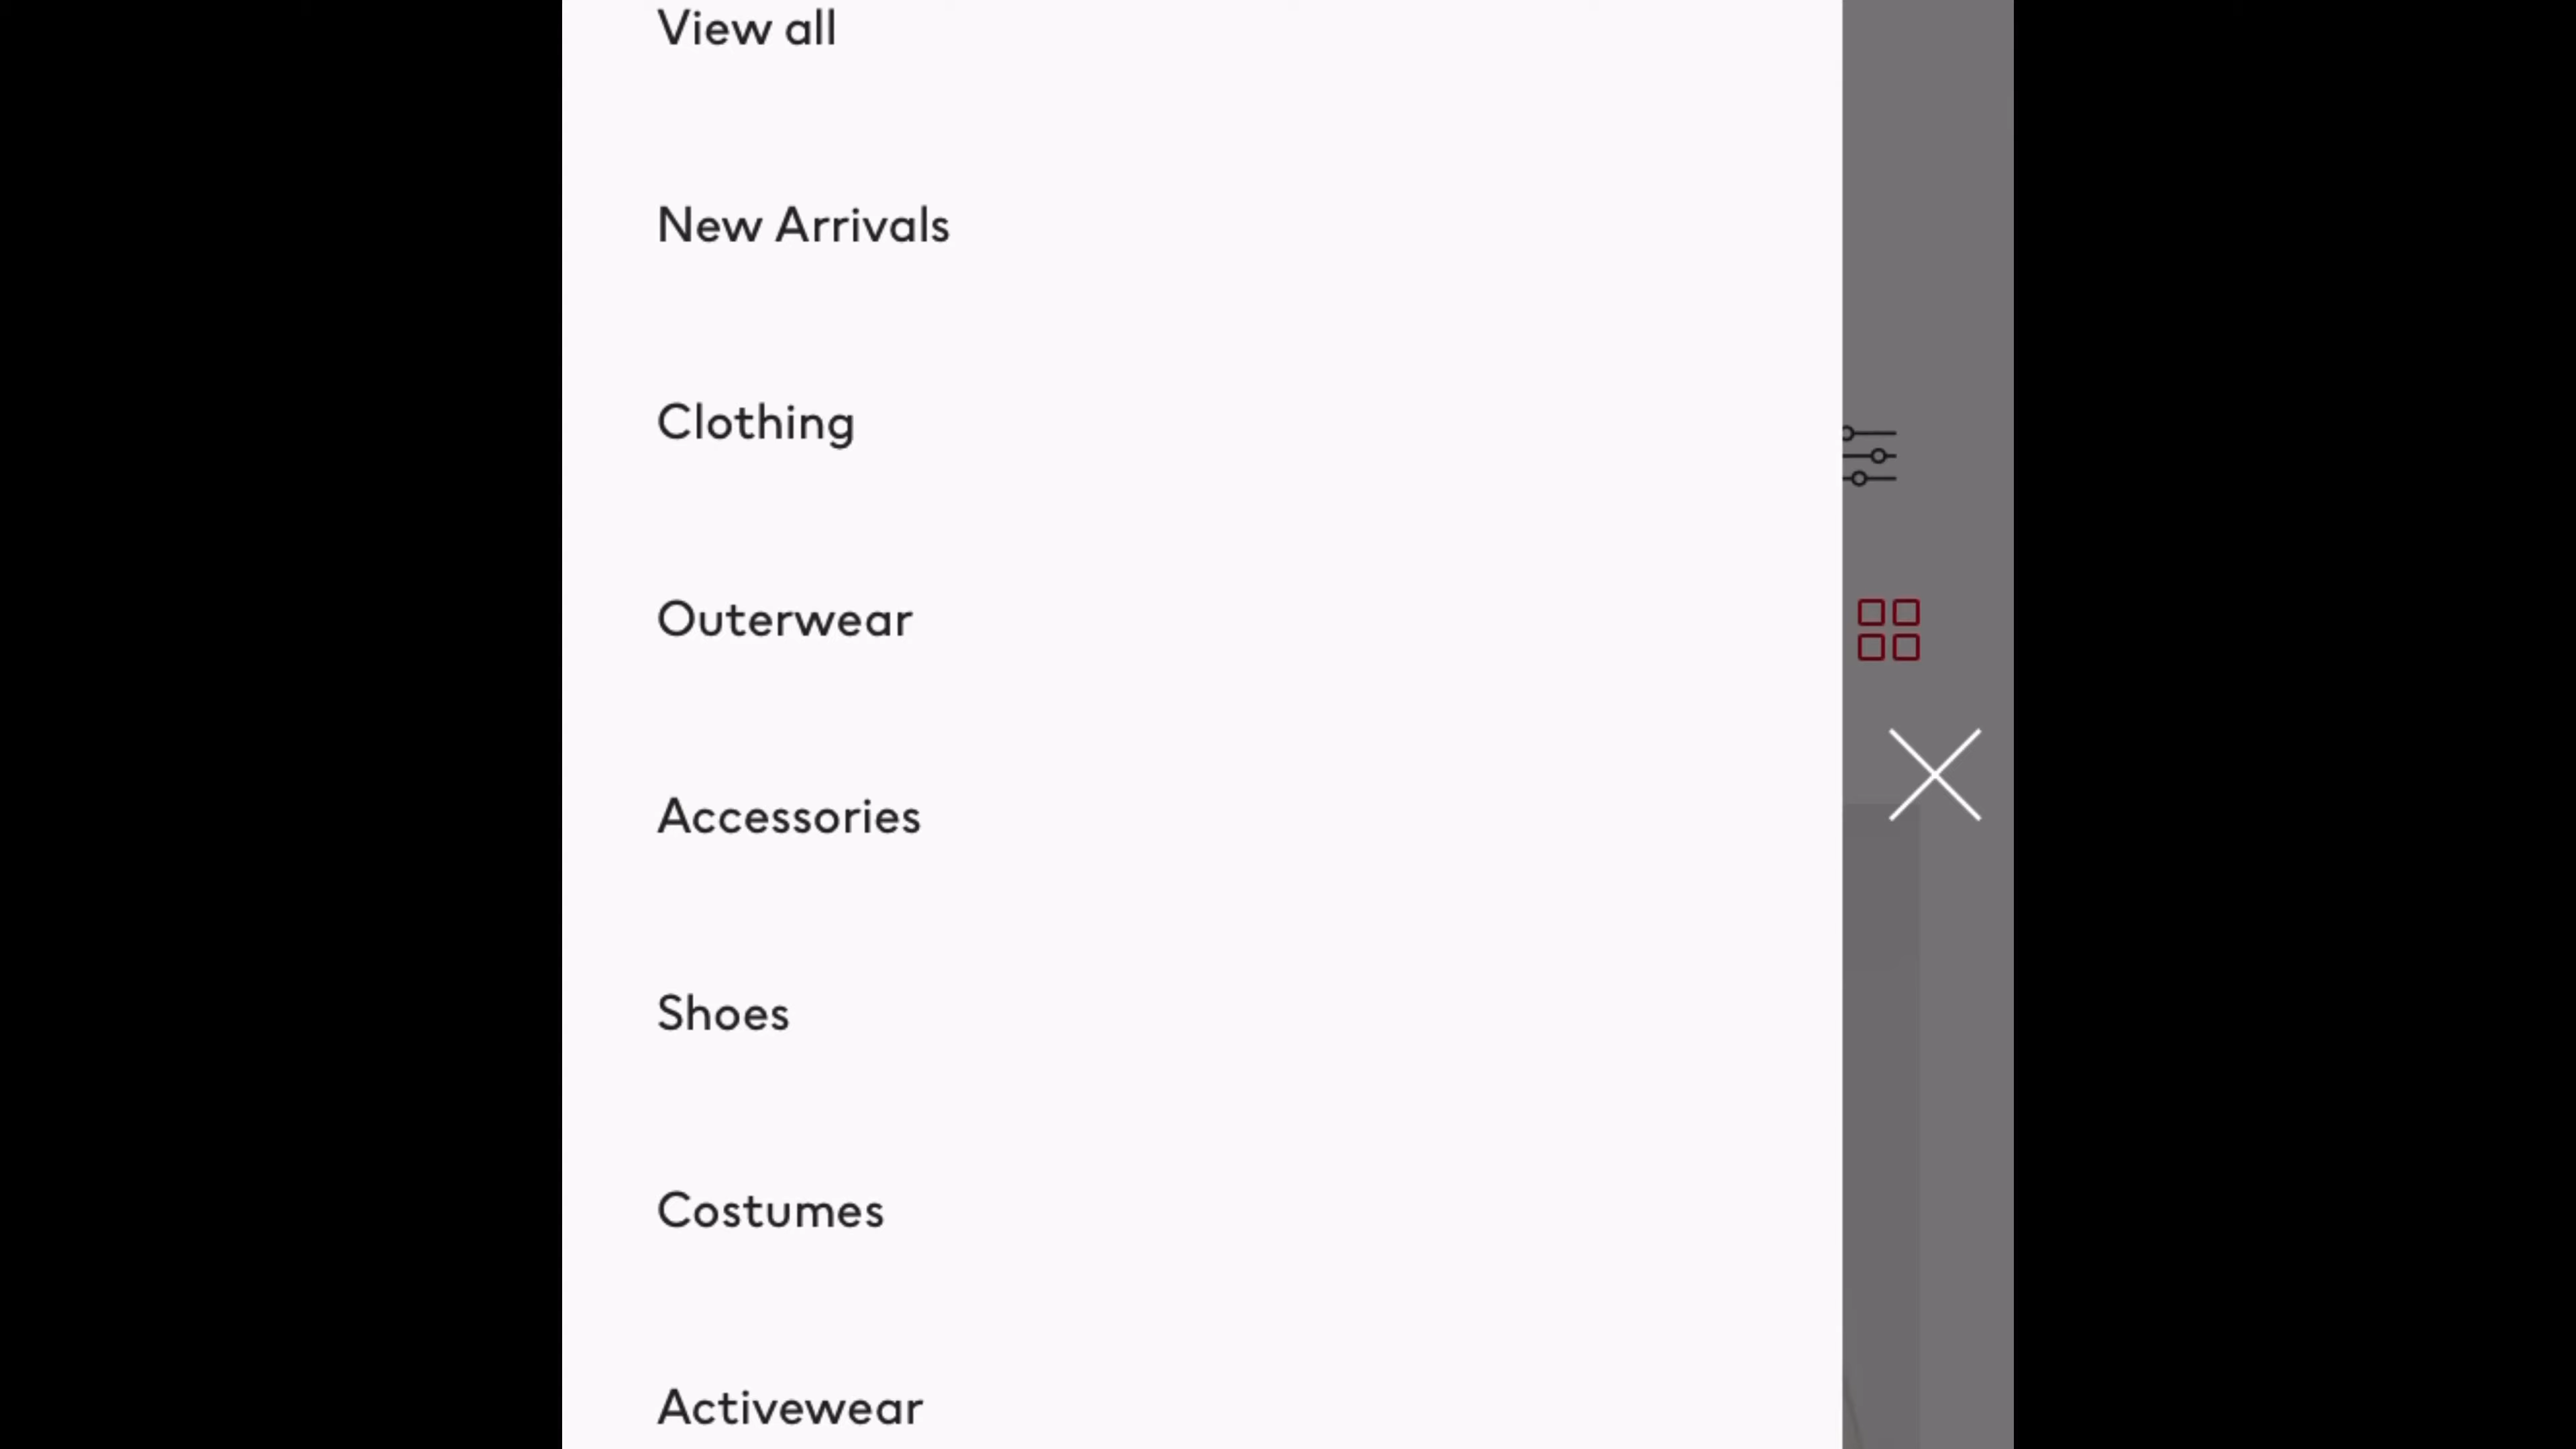 View all
New Arrivals
Clothing
Outerwear
Accessories
Shoes
Costumes
Activewear